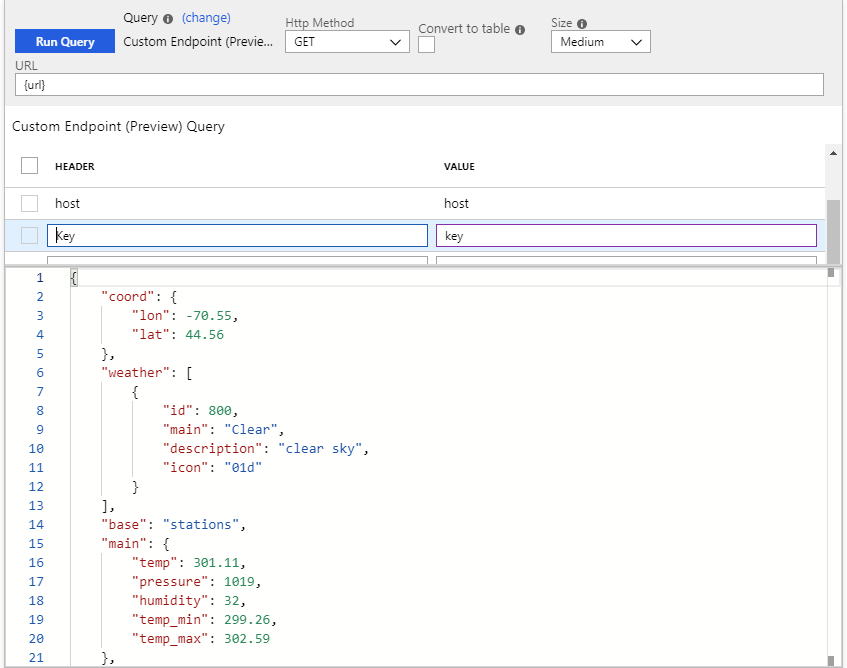 Query (change)
Http Method
Convert to table
Size
Run Query
Custom Endpoint (Previe...
GET
Medium
URL
{url}
Custom Endpoint (Preview) Query
HEADER VALUE
host host
Key key
1 {
2 "coord": {
3 "lon": -70.55,
4 "lat": 44.56
5 },
6 "weather": [
7 {
8 "id": 800,
9 "main": "Clear",
10 "description": "clear sky",
11 "icon": "01d"
12 }
13 ],
14 "base": "stations",
15 "main": {
16 "temp": 301.11,
17 "pressure": 1019,
18 "humidity": 32,
19 "temp_min": 299.26,
20 "temp_max": 302.59
21 },